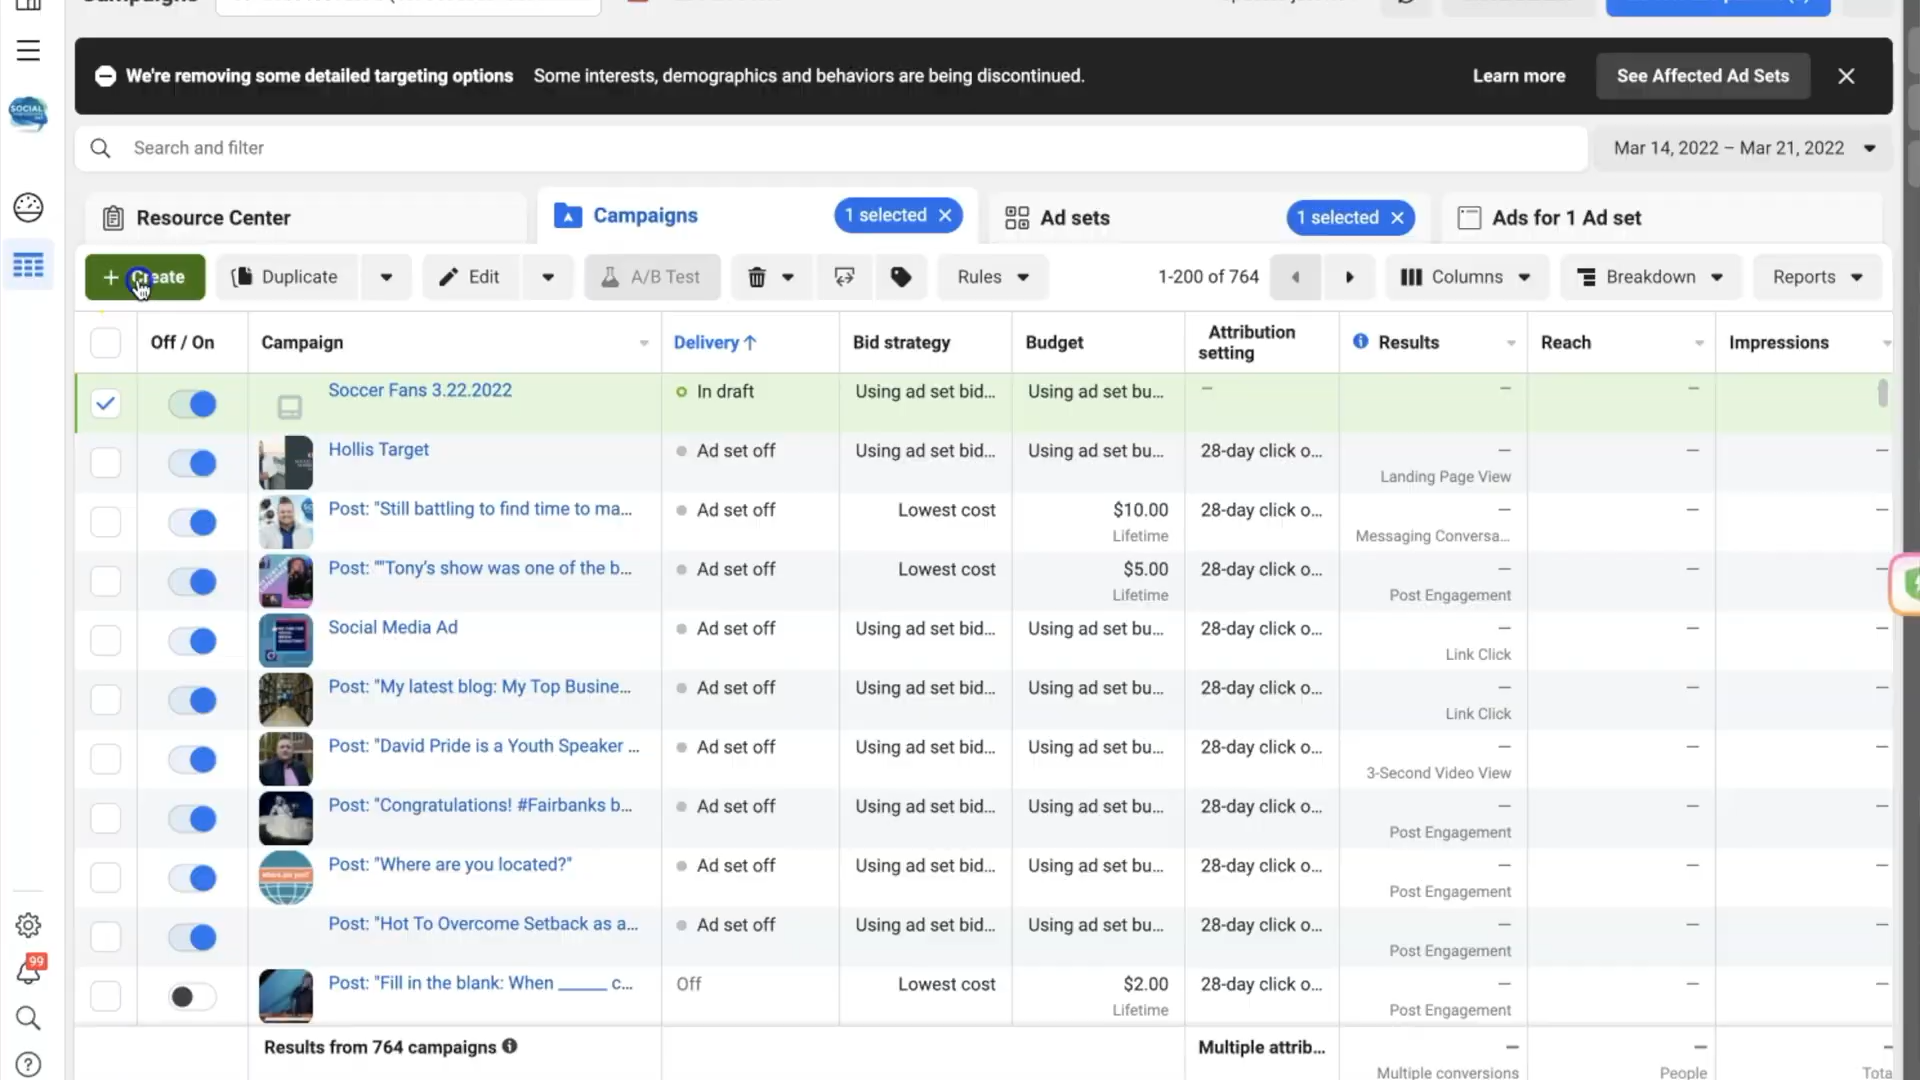 We're removing some detailed targeting options Some interests, demographics and behaviors are being discontinued. Learn more See Affected Ad Sets
SOCIAL
Search and filter Mar 14, 2022 – Mar 21, 2022
Resource Center Campaigns 1 selected Ad sets 1 selected Ads for 1 Ad set
+ Create Duplicate Edit A/B Test Rules 1-200 of 764 Columns Breakdown Reports
Off / On Campaign Delivery ↑ Bid strategy Budget Attribution setting Results Reach Impressions
Soccer Fans 3.22.2022 In draft Using ad set bid... Using ad set bu... – – –
Hollis Target Ad set off Using ad set bid... Using ad set bu... 28-day click o... – – –
Landing Page View
Post: "Still battling to find time to ma... Ad set off Lowest cost $10.00 28-day click o... – – –
Lifetime Messaging Conversa...
Post: ""Tony's show was one of the b... Ad set off Lowest cost $5.00 28-day click o... – – –
Lifetime Post Engagement
Social Media Ad Ad set off Using ad set bid... Using ad set bu... 28-day click o... – – –
Link Click
Post: "My latest blog: My Top Busine... Ad set off Using ad set bid... Using ad set bu... 28-day click o... – – –
Link Click
Post: "David Pride is a Youth Speaker ... Ad set off Using ad set bid... Using ad set bu... 28-day click o... – – –
3-Second Video View
Post: "Congratulations! #Fairbanks b... Ad set off Using ad set bid... Using ad set bu... 28-day click o... – – –
Post Engagement
Post: "Where are you located?" Ad set off Using ad set bid... Using ad set bu... 28-day click o... – – –
Post Engagement
Post: "Hot To Overcome Setback as a... Ad set off Using ad set bid... Using ad set bu... 28-day click o... – – –
Post Engagement
99
Post: "Fill in the blank: When _____ c... Off Lowest cost $2.00 28-day click o... – – –
Lifetime Post Engagement
Results from 764 campaigns Multiple attrib... – – –
Multiple conversions People Tota